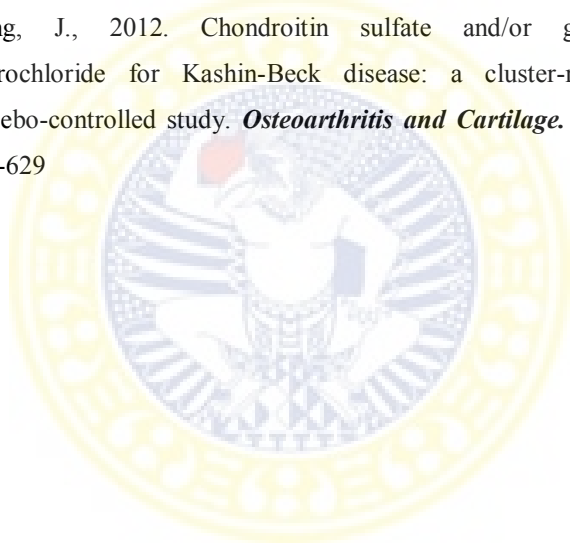 ng, J., 2012. Chondroitin sulfate and/or g
rochloride for Kashin-Beck disease: a cluster-r
ebo-controlled study. Osteoarthritis and Cartilage.
-629